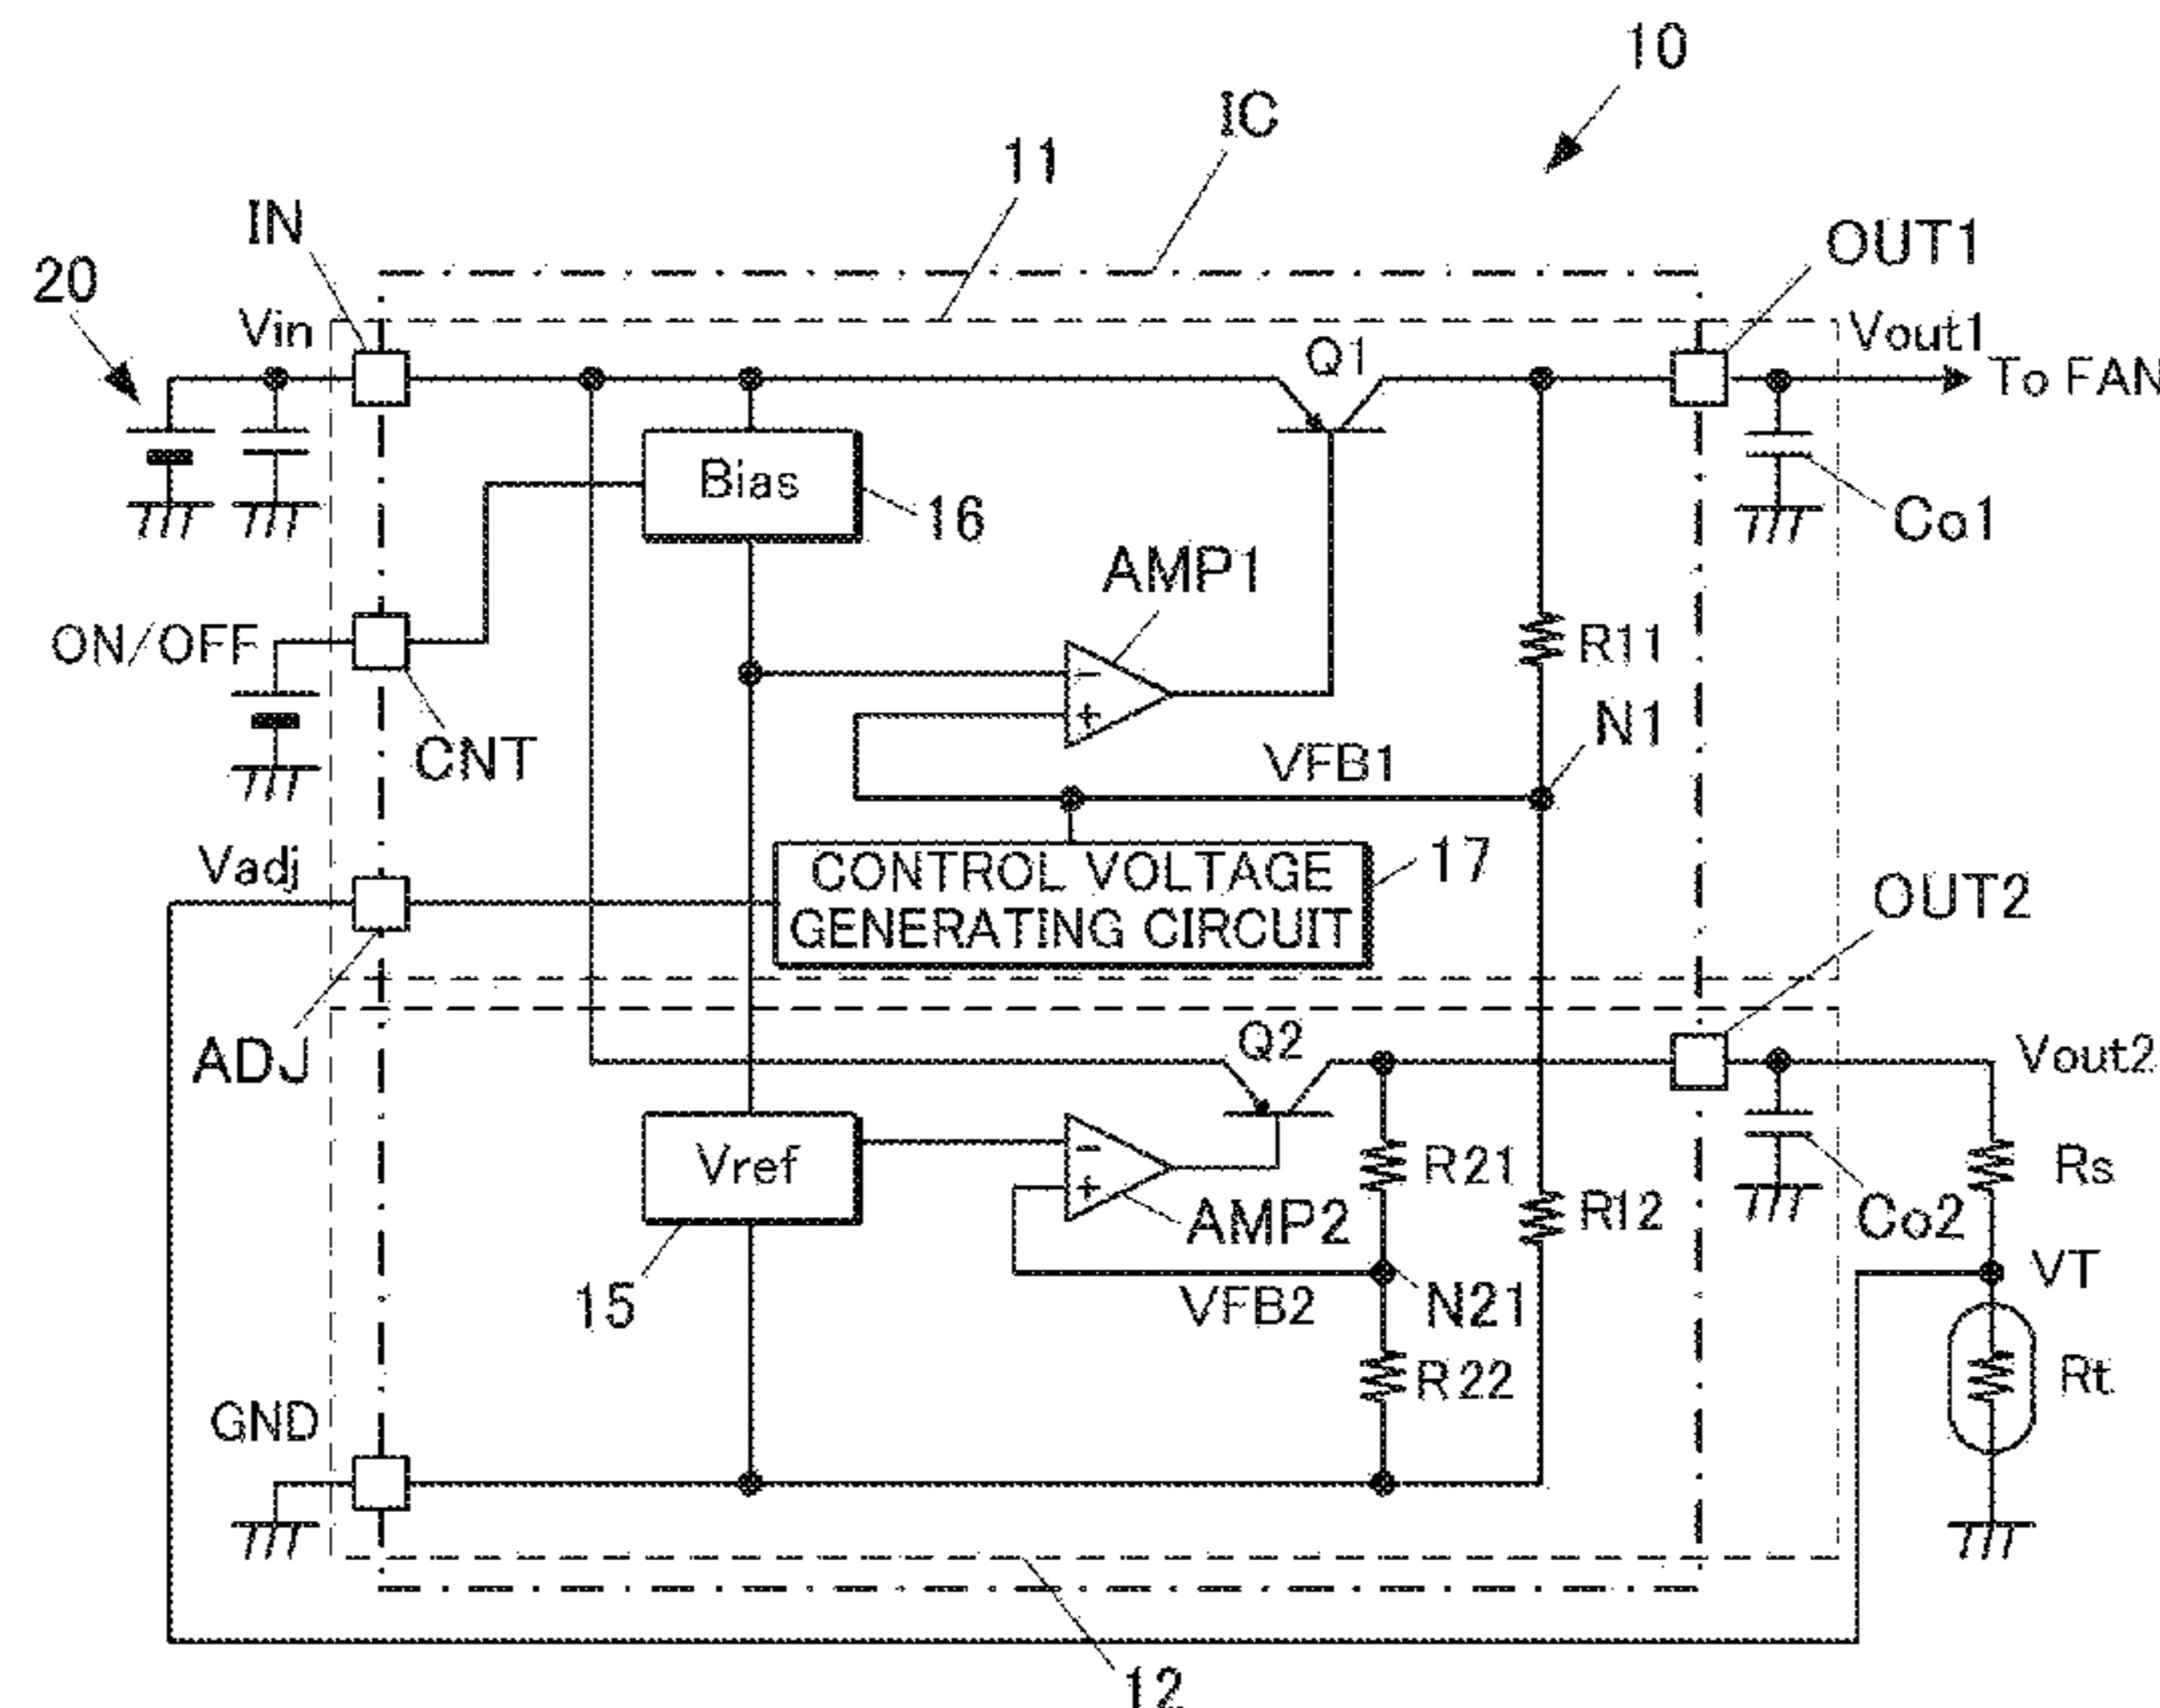 10
IC
11
IN
OUT1
20
Vin
Q1
Vout1
To FAN
Bias
16
Co1
AMP1
ON/OFF
R11
-
+
N1
CNT
VFB1
Vadj
CONTROL VOLTAGE
GENERATING CIRCUIT
17
OUT2
ADJ
Q2
Vout2
Vref
-
+
R21
Rs
AMP2
R12
Co2
15
VFB2
N21
VT
R22
Rt
GND
12